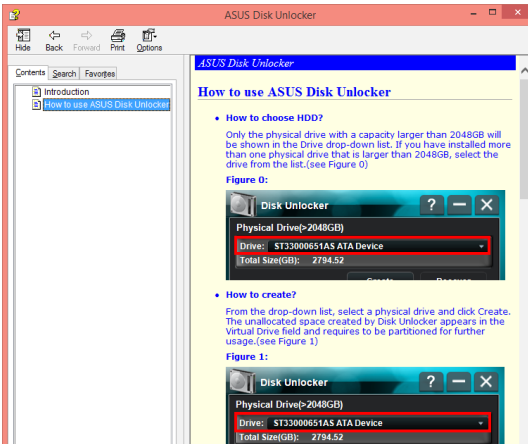 ASUS Disk Unlocker
Hide Back Forward Print Options
Contents Search Favorites
Introduction
How to use ASUS Disk Unlocker
ASUS Disk Unlocker
How to use ASUS Disk Unlocker
How to choose HDD?
Only the physical drive with a capacity larger than 2048GB will
be shown in the Drive drop-down list. If you have installed more
than one physical drive that is larger than 2048GB, select the
drive from the list.(see Figure 0)
Figure 0:
Disk Unlocker
Physical Drive(>2048GB)
Drive: ST33000651AS ATA Device
Total Size(GB): 2794.52
How to create?
From the drop-down list, select a physical drive and click Create.
The unallocated space created by Disk Unlocker appears in the
Virtual Drive field and requires to be partitioned for further
usage.(see Figure 1)
Figure 1:
Disk Unlocker
Physical Drive(>2048GB)
Drive: ST33000651AS ATA Device
Total Size(GB): 2794.52